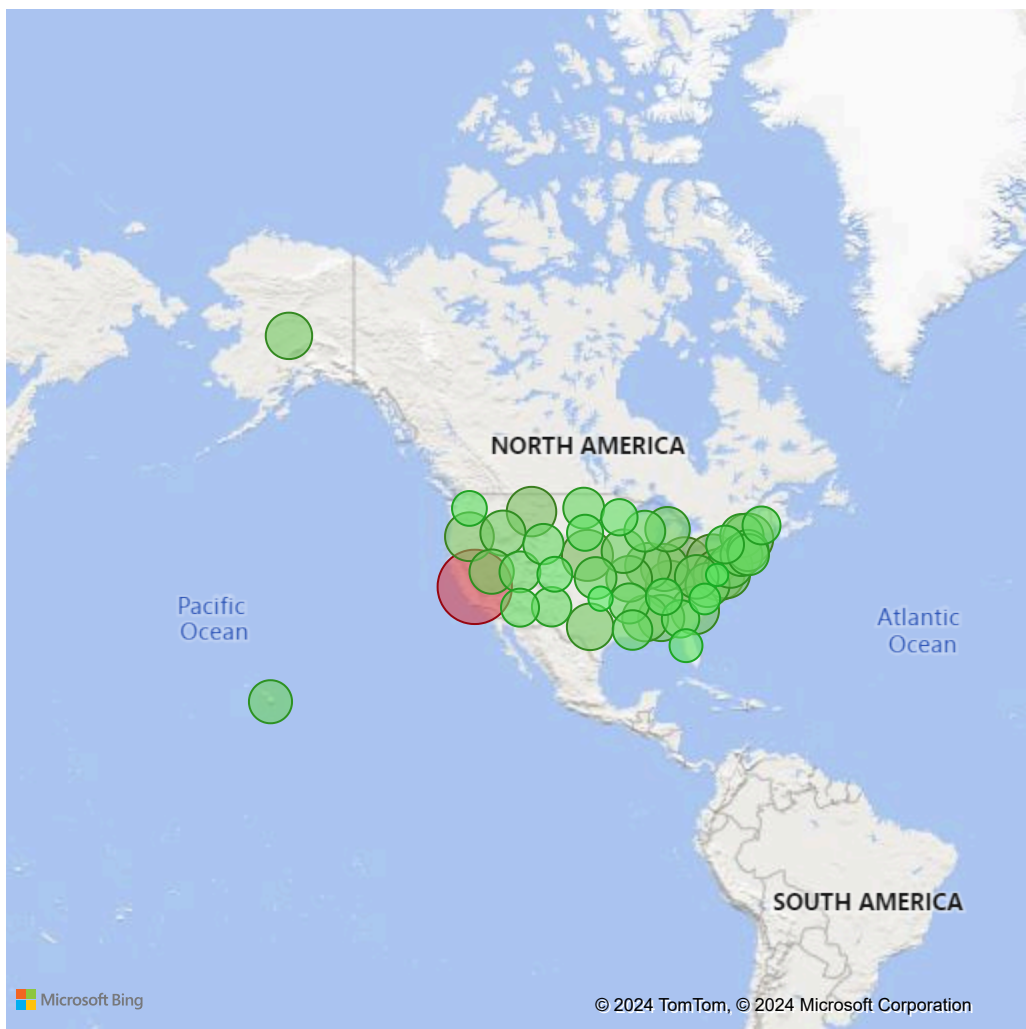 NORTH AMERICA
Pacific
Ocean
Atlantic
Ocean
SOUTH AMERICA
Microsoft Bing
© 2024 TomTom, © 2024 Microsoft Corporation